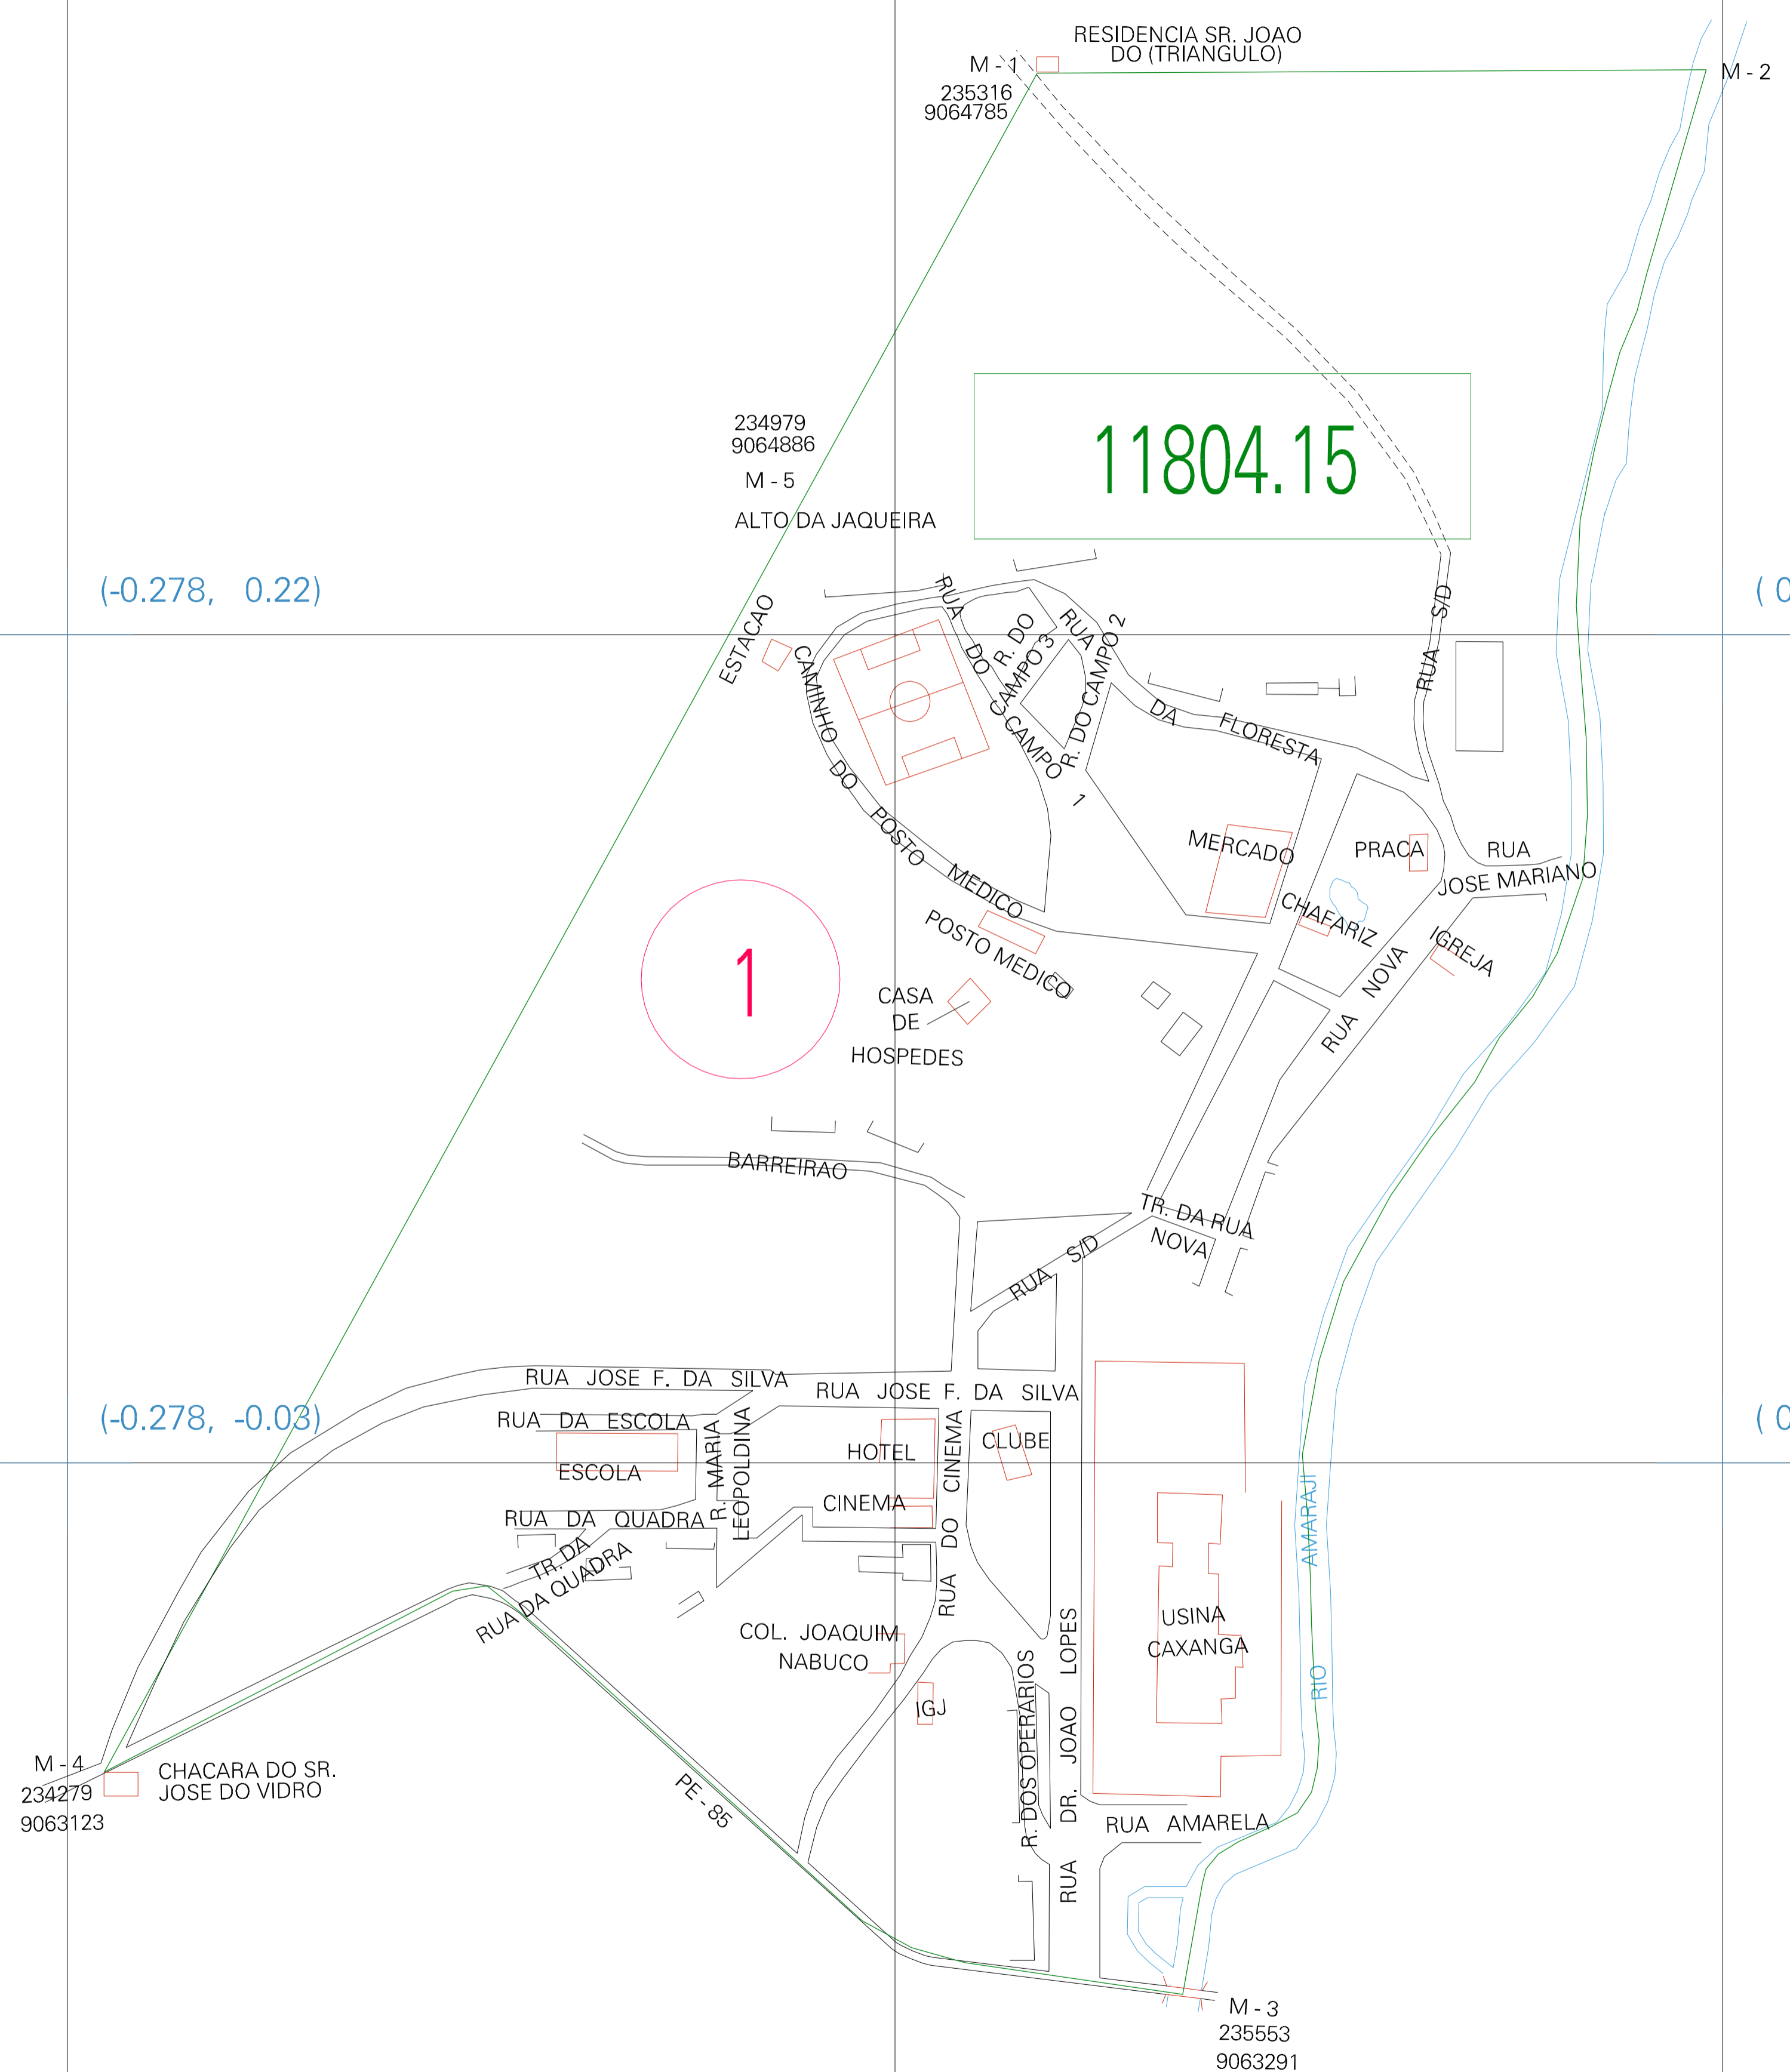 RESIDENCIA SR. JOAO
DO (TRIANGULO)
M - 1
235316
9064785
M - 2
234979
9064886
M - 5
11804.15
ALTO DA JAQUEIRA
(-0.278, 0.22)
( 0
ESTACAO
RUA DO CAMPO 1
R. DO
CAMPO 3
R. DO CAMPO 2
RUA DA FLORESTA
RUA S/D
CAMINHO DO POSTO MEDICO
MERCADO
PRACA
RUA
JOSE MARIANO
CHAFARIZ
IGREJA
POSTO MEDICO
RUA NOVA
1
CASA
DE
HOSPEDES
BARREIRAO
TR. DA RUA
NOVA
RUA S/D
RUA JOSE F. DA SILVA
RUA JOSE F. DA SILVA
(-0.278, -0.03)
( 0
RUA DA ESCOLA
R. MARIA
LEOPOLDINA
HOTEL
CLUBE
ESCOLA
CINEMA
RUA DO CINEMA
RUA DA QUADRA
TR. DA
RUA DA QUADRA
RIO AMARAJI
USINA
CAXANGA
COL. JOAQUIM
NABUCO
IGJ
R. DOS OPERARIOS
RUA DR. JOAO LOPES
M - 4
234279
9063123
CHACARA DO SR.
JOSE DO VIDRO
PE - 85
RUA AMARELA
M - 3
235553
9063291